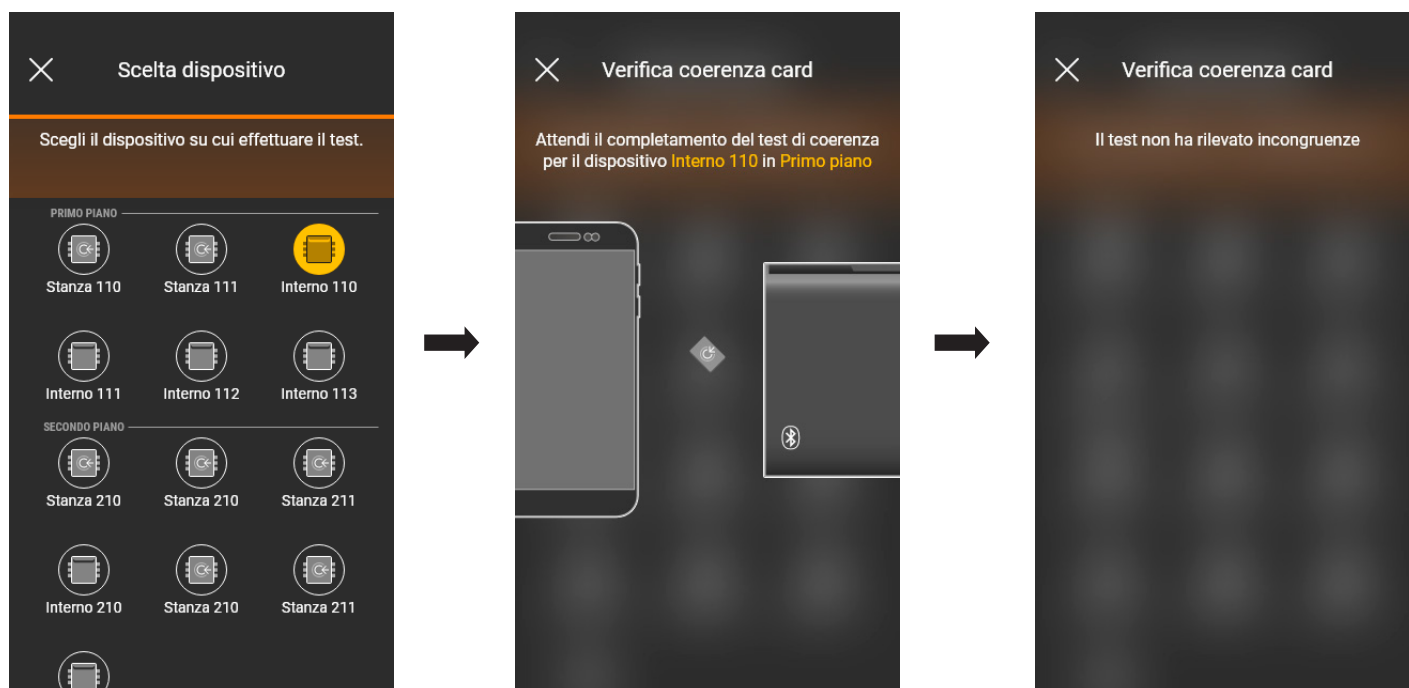 Scelta dispositivo
Scegli il dispositivo su cui effettuare il test.
PRIMO PIANO
Stanza 110
Stanza 111
Interno 110
Interno 111
Interno 112
Interno 113
SECONDO PIANO
Stanza 210
Stanza 210
Stanza 211
Interno 210
Stanza 210
Stanza 211
Verifica coerenza card
Attendi il completamento del test di coerenza
per il dispositivo Interno 110 in Primo piano
Verifica coerenza card
Il test non ha rilevato incongruenze